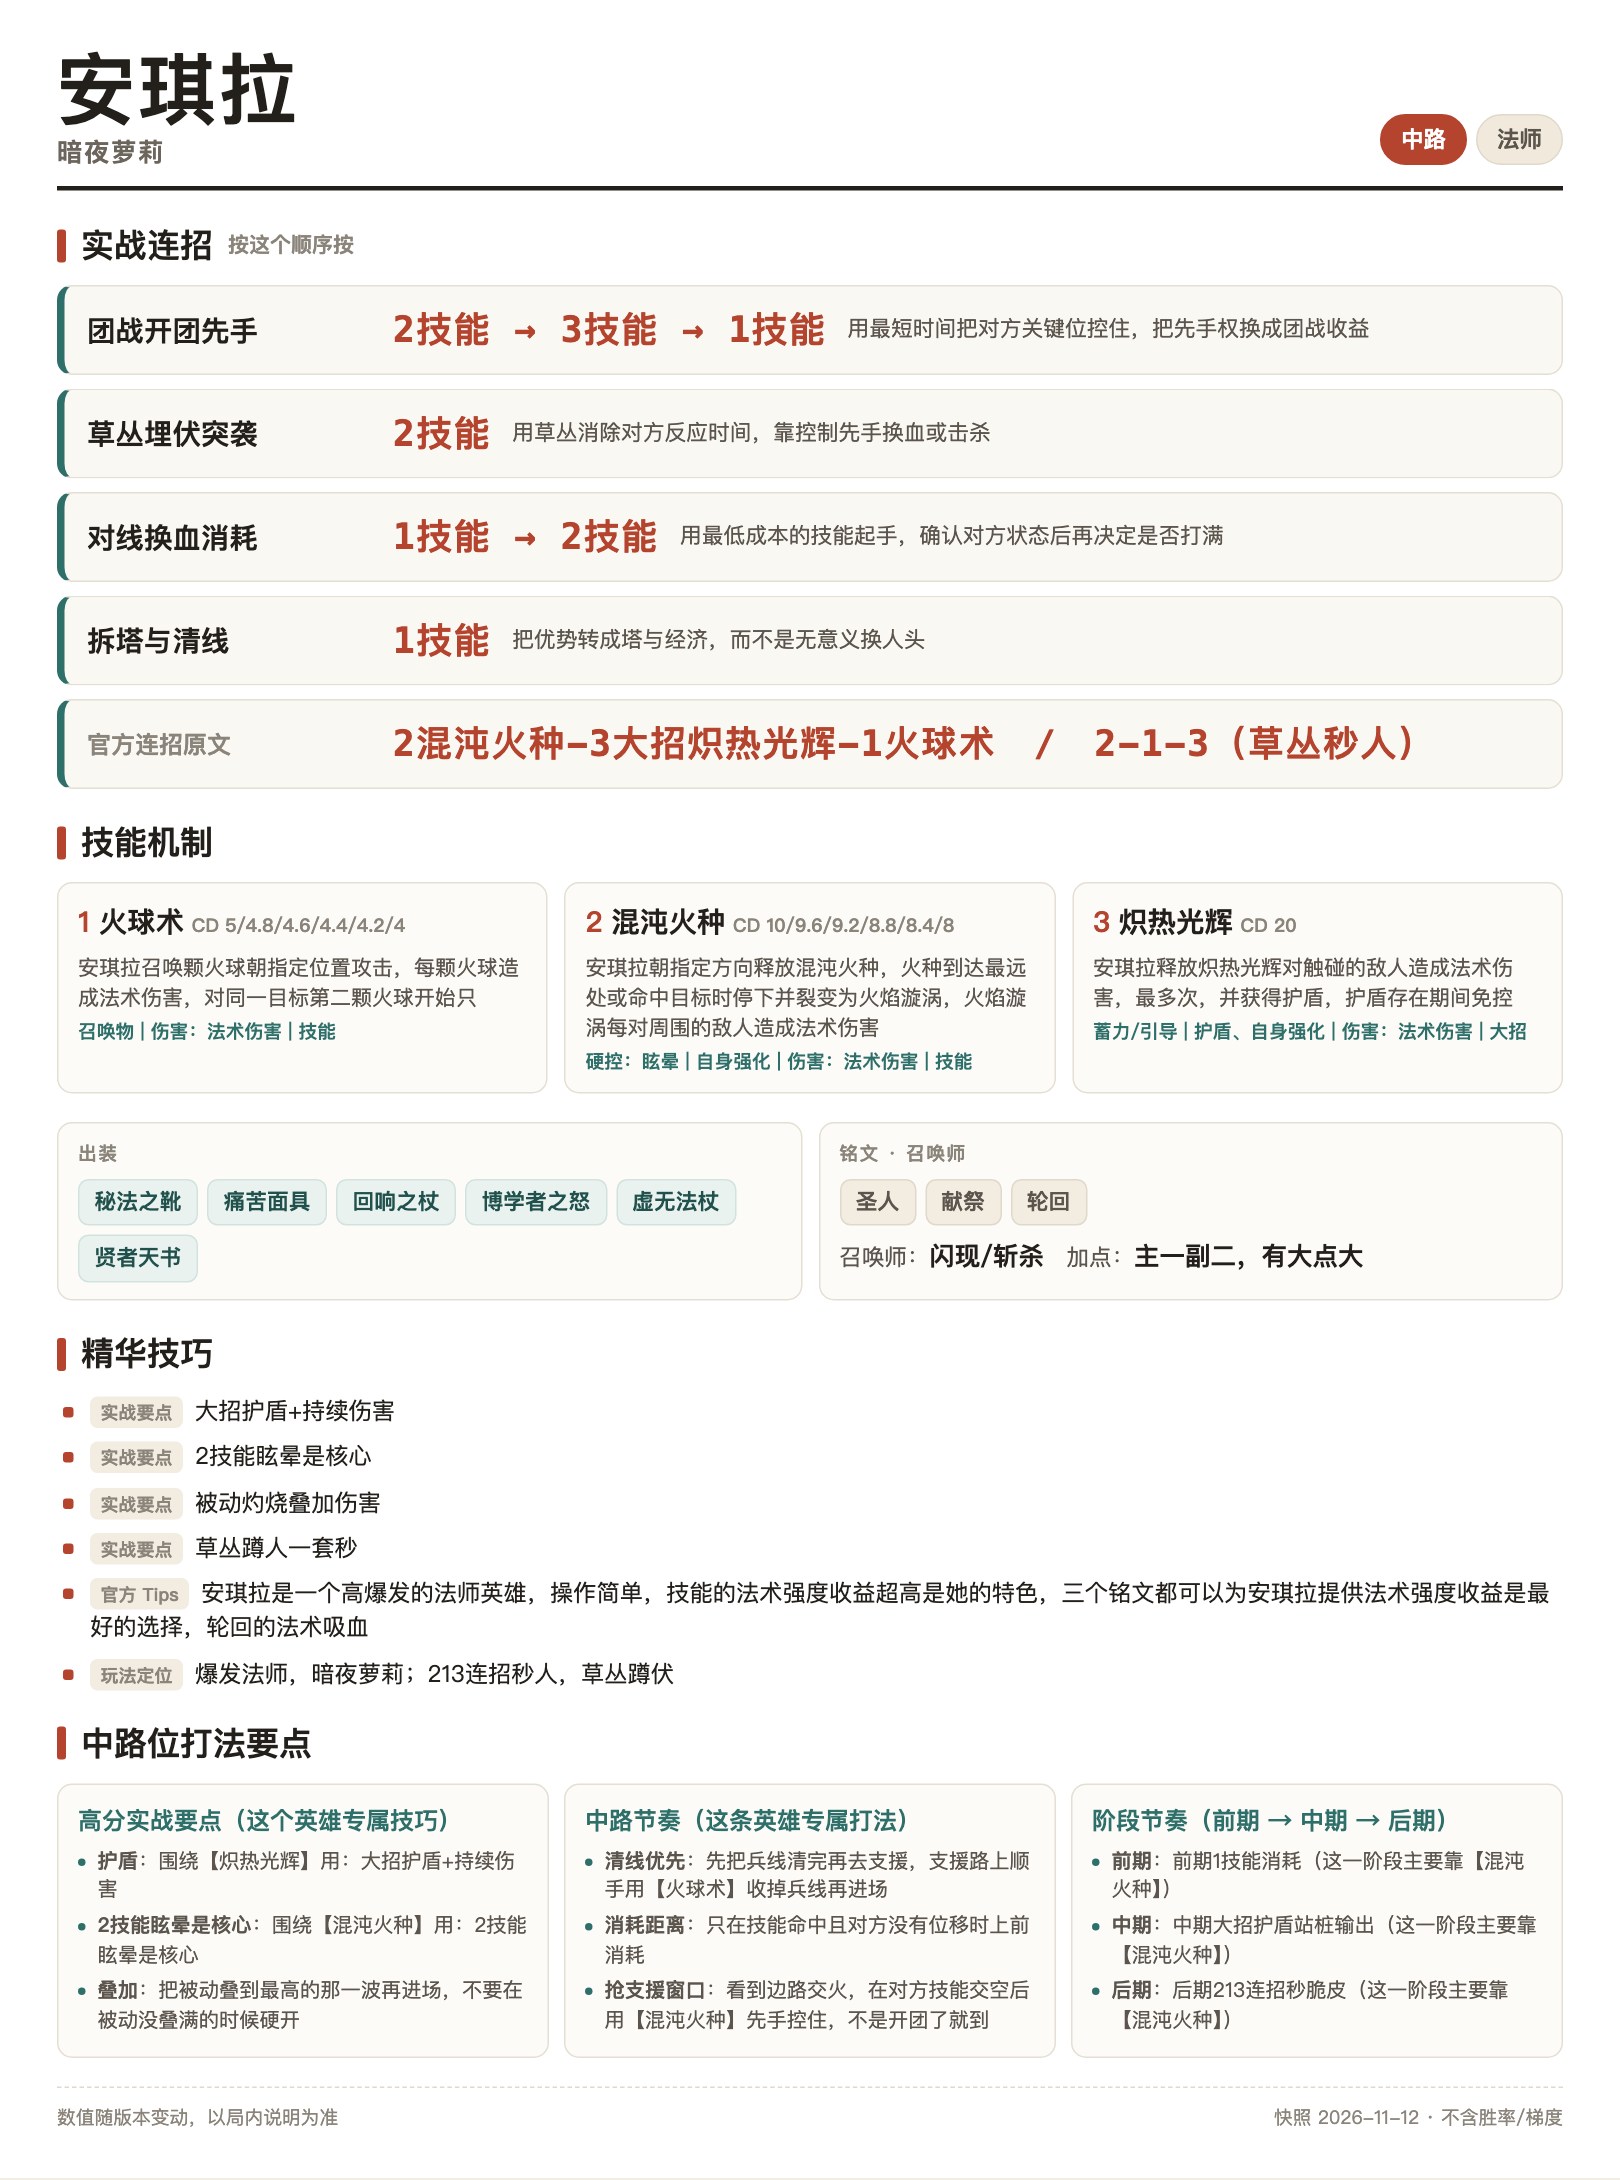 安琪拉
暗夜萝莉
中路 法师
实战连招 按这个顺序按
团战开团先手 2技能 → 3技能 → 1技能 用最短时间把对方关键位控住，把先手权换成团战收益
草丛埋伏突袭 2技能 用草丛消除对方反应时间，靠控制先手换血或击杀
对线换血消耗 1技能 → 2技能 用最低成本的技能起手，确认对方状态后再决定是否打满
拆塔与清线 1技能 把优势转成塔与经济，而不是无意义换人头
官方连招原文 2混沌火种–3大招炽热光辉–1火球术 / 2–1–3（草丛秒人）
技能机制
1 火球术 CD 5/4.8/4.6/4.4/4.2/4
安琪拉召唤颗火球朝指定位置攻击，每颗火球造
成法术伤害，对同一目标第二颗火球开始只
召唤物 | 伤害：法术伤害 | 技能
2 混沌火种 CD 10/9.6/9.2/8.8/8.4/8
安琪拉朝指定方向释放混沌火种，火种到达最远
处或命中目标时停下并裂变为火焰漩涡，火焰漩
涡每对周围的敌人造成法术伤害
硬控：眩晕 | 自身强化 | 伤害：法术伤害 | 技能
3 炽热光辉 CD 20
安琪拉释放炽热光辉对触碰的敌人造成法术伤
害，最多次，并获得护盾，护盾存在期间免控
蓄力/引导 | 护盾、自身强化 | 伤害：法术伤害 | 大招
出装
秘法之靴 痛苦面具 回响之杖 博学者之怒 虚无法杖
贤者天书
铭文 · 召唤师
圣人 献祭 轮回
召唤师：闪现/斩杀 加点：主一副二，有大点大
精华技巧
实战要点 大招护盾+持续伤害
实战要点 2技能眩晕是核心
实战要点 被动灼烧叠加伤害
实战要点 草丛蹲人一套秒
官方 Tips 安琪拉是一个高爆发的法师英雄，操作简单，技能的法术强度收益超高是她的特色，三个铭文都可以为安琪拉提供法术强度收益是最
好的选择，轮回的法术吸血
玩法定位 爆发法师，暗夜萝莉；213连招秒人，草丛蹲伏
中路位打法要点
高分实战要点（这个英雄专属技巧）
护盾：围绕【炽热光辉】用：大招护盾+持续伤
害
2技能眩晕是核心：围绕【混沌火种】用：2技能
眩晕是核心
叠加：把被动叠到最高的那一波再进场，不要在
被动没叠满的时候硬开
中路节奏（这条英雄专属打法）
清线优先：先把兵线清完再去支援，支援路上顺
手用【火球术】收掉兵线再进场
消耗距离：只在技能命中且对方没有位移时上前
消耗
抢支援窗口：看到边路交火，在对方技能交空后
用【混沌火种】先手控住，不是开团了就到
阶段节奏（前期 → 中期 → 后期）
前期：前期1技能消耗（这一阶段主要靠【混沌
火种】）
中期：中期大招护盾站桩输出（这一阶段主要靠
【混沌火种】）
后期：后期213连招秒脆皮（这一阶段主要靠
【混沌火种】）
数值随版本变动，以局内说明为准
快照 2026–11–12 · 不含胜率/梯度